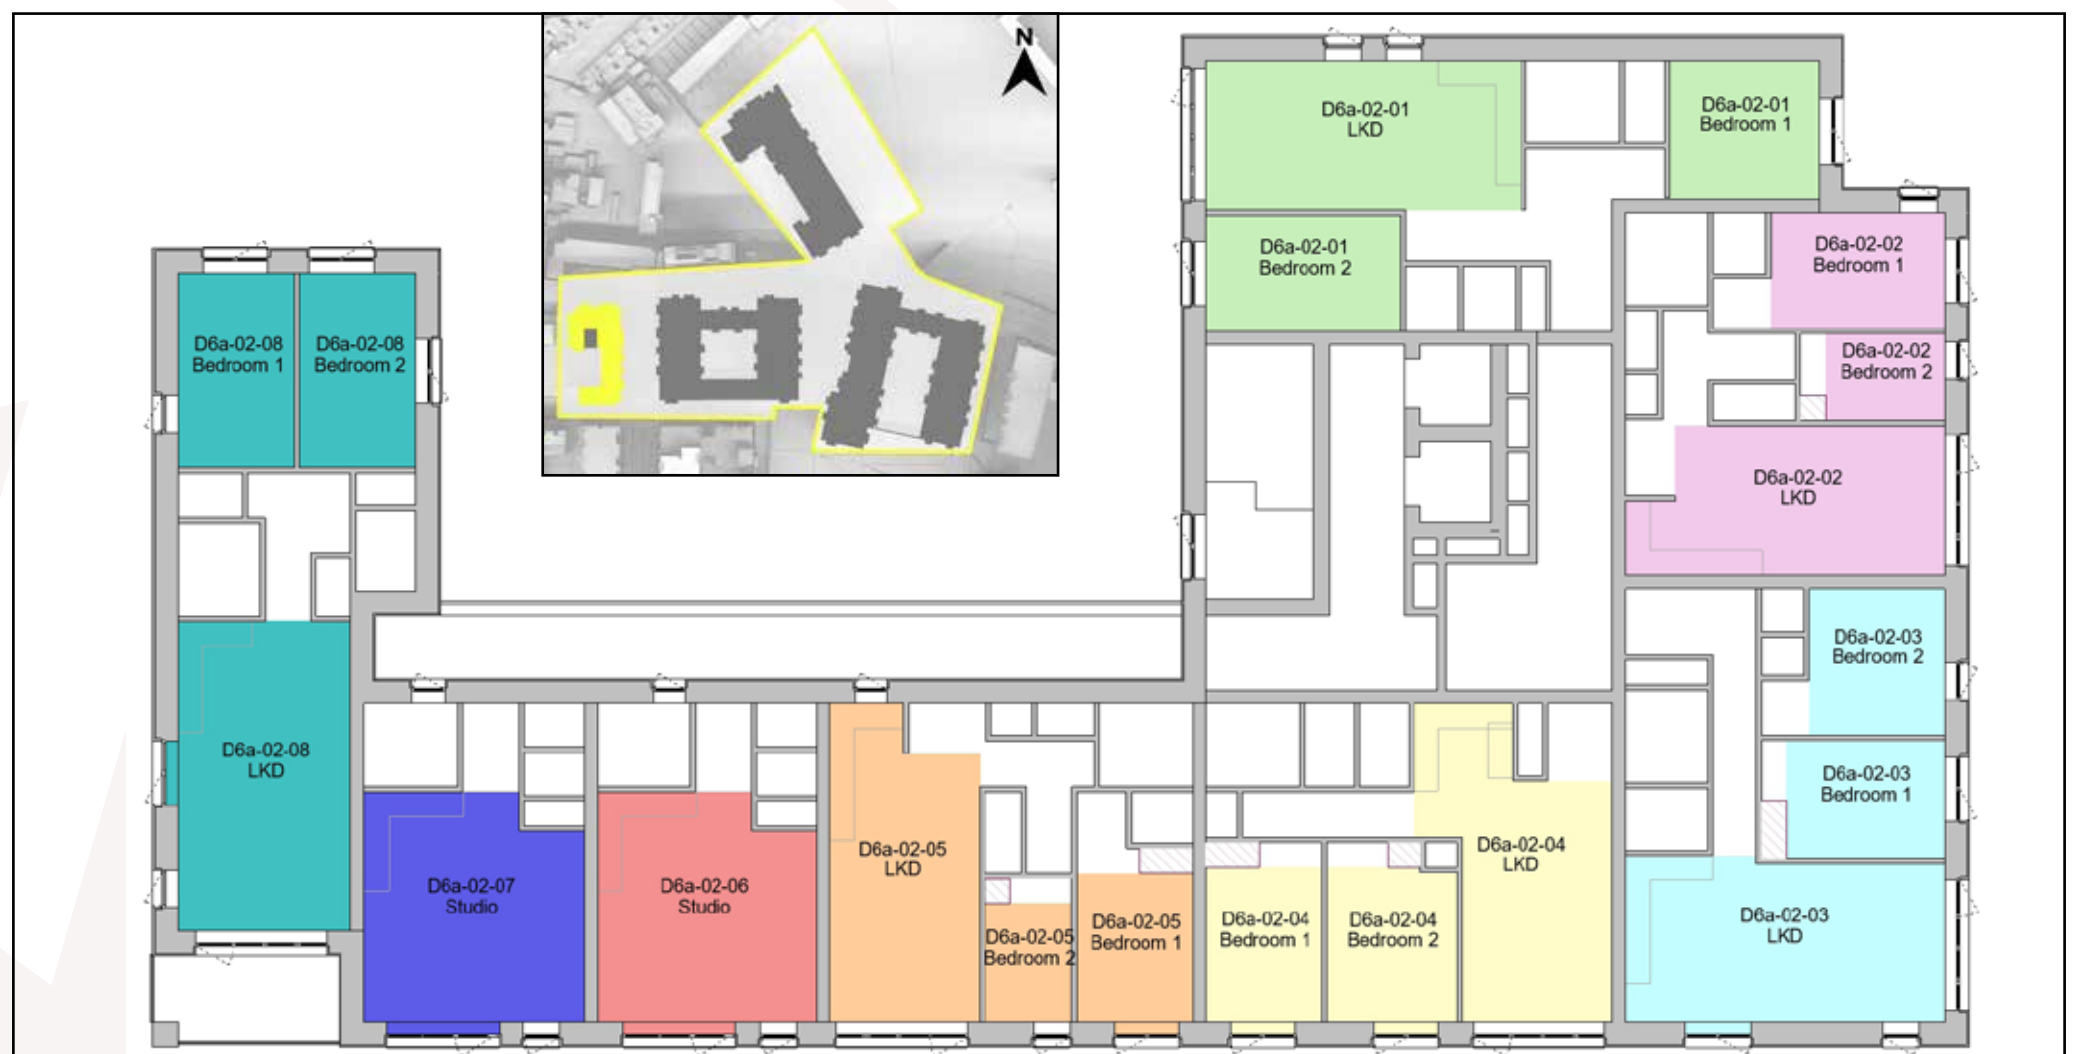 N
D6a-02-01
LKD
D6a-02-01
Bedroom 1
D6a-02-01
Bedroom 2
D6a-02-02
Bedroom 1
D6a-02-02
Bedroom 2
D6a-02-02
LKD
D6a-02-08
Bedroom 1
D6a-02-08
Bedroom 2
D6a-02-08
LKD
D6a-02-03
Bedroom 2
D6a-02-03
Bedroom 1
D6a-02-03
LKD
D6a-02-07
Studio
D6a-02-06
Studio
D6a-02-05
LKD
D6a-02-05
Bedroom 2
D6a-02-05
Bedroom 1
D6a-02-04
Bedroom 1
D6a-02-04
Bedroom 2
D6a-02-04
LKD